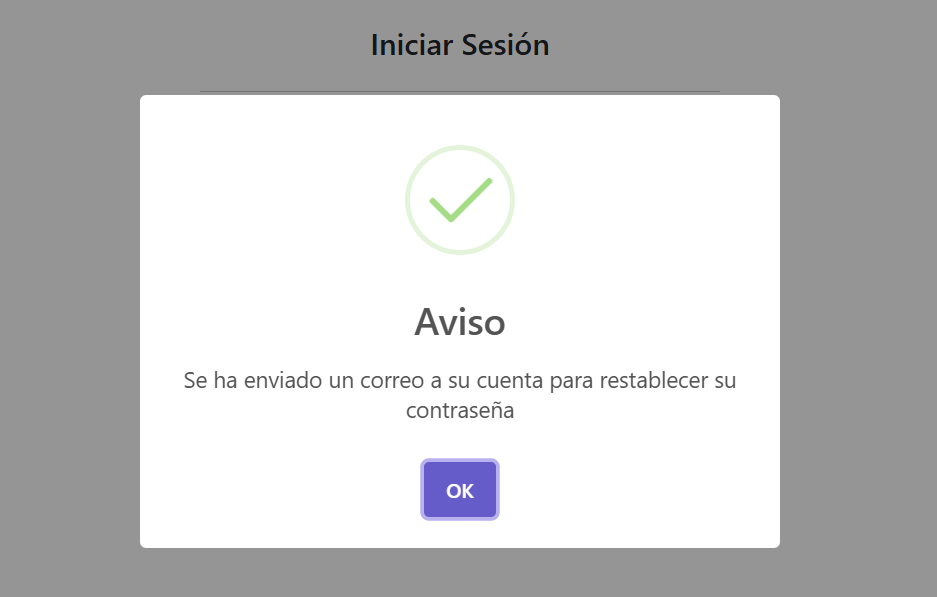 Iniciar Sesión
Aviso
Se ha enviado un correo a su cuenta para restablecer su
contraseña
OK